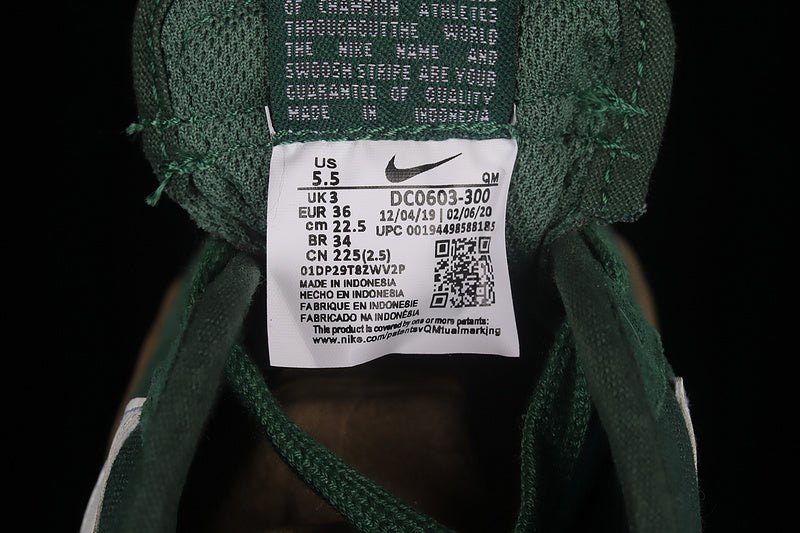 OF CHAMPION ATHLETES
THROUGHOUT THE WORLD
THE NIKE NAME AND
SWOOSH STRIPE ARE YOUR
GUARANTEE OF QUALITY
MADE IN INDONESIA
US
5.5
QM
UK 3
DC0603-300
EUR 36
12/04/19 | 02/06/20
cm 22.5
UPC 00194498588185
BR 34
CN 225(2.5)
01DP29T8ZWV2P
MADE IN INDONESIA
HECHO EN INDONESIA
FABRIQUE EN INDONESIE
FABRICADO NA INDONÉSIA
This product is covered by one or more patents:
www.nike.com/patentsvQMfualmarking